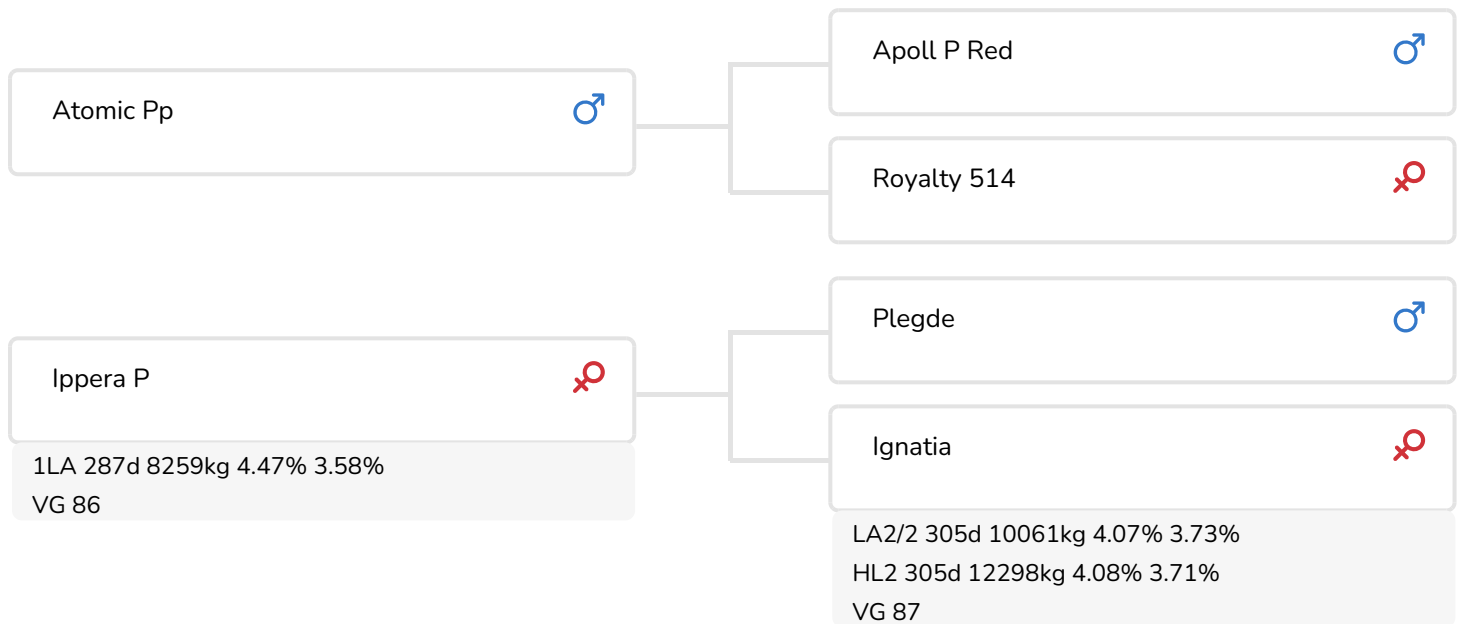 Apoll P Red
Atomic Pp
Royalty 514
Plegde
Ippera P
1LA 287d 8259kg 4.47% 3.58%
VG 86
Ignatia
LA2/2 305d 10061kg 4.07% 3.73%
HL2 305d 12298kg 4.08% 3.71%
VG 87